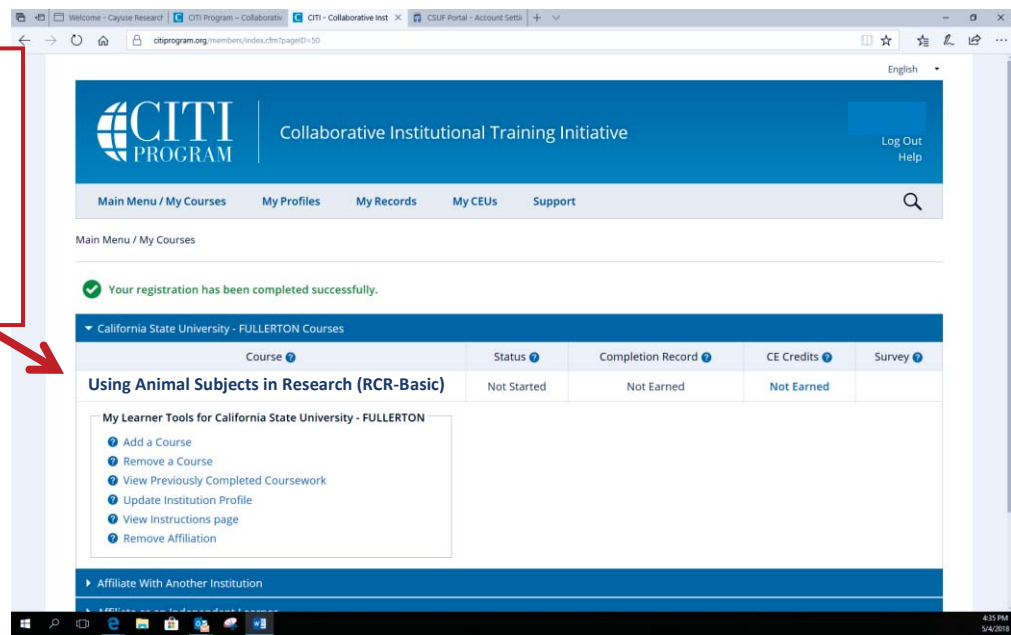 Welcome - Cayuse Research
CITI Program – Collaborativ
CITI - Collaborative Inst
CSUF Portal - Account Setti
citiprogram.org/members/index.cfm?pageID=50
English
CITI
PROGRAM
Collaborative Institutional Training Initiative
Log Out
Help
Main Menu / My Courses My Profiles My Records My CEUs Support
Main Menu / My Courses
Your registration has been completed successfully.
California State University - FULLERTON Courses
Course ? Status ? Completion Record ? CE Credits ? Survey ?
Using Animal Subjects in Research (RCR-Basic) Not Started Not Earned Not Earned
My Learner Tools for California State University - FULLERTON
? Add a Course
? Remove a Course
? View Previously Completed Coursework
? Update Institution Profile
? View Instructions page
? Remove Affiliation
Affiliate With Another Institution
4:35 PM
5/4/2018